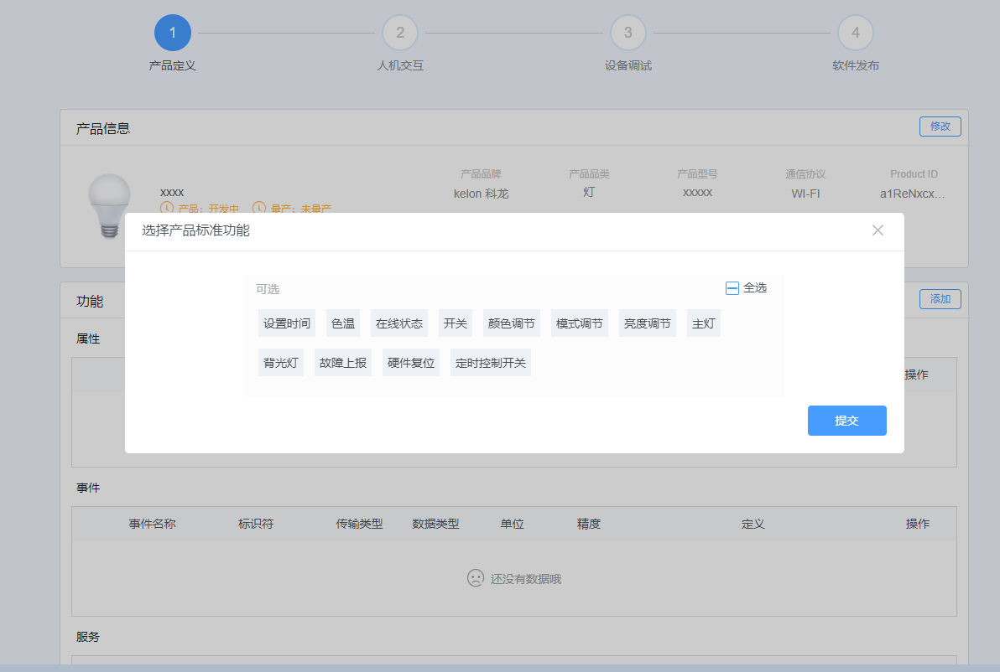 1 2 3 4
产品定义 人机交互 设备调试 软件发布
产品信息 修改
产品品牌 产品品类 产品型号 通信协议 Product ID
xxxx kelon 科龙 灯 xxxxx WI-FI a1ReNxcx...
产品：开发中 量产：未量产
选择产品标准功能
功能 添加
可选 全选
设置时间 色温 在线状态 开关 颜色调节 模式调节 亮度调节 主灯
属性
背光灯 故障上报 硬件复位 定时控制开关
操作
提交
事件
事件名称 标识符 传输类型 数据类型 单位 精度 定义 操作
还没有数据哦
服务